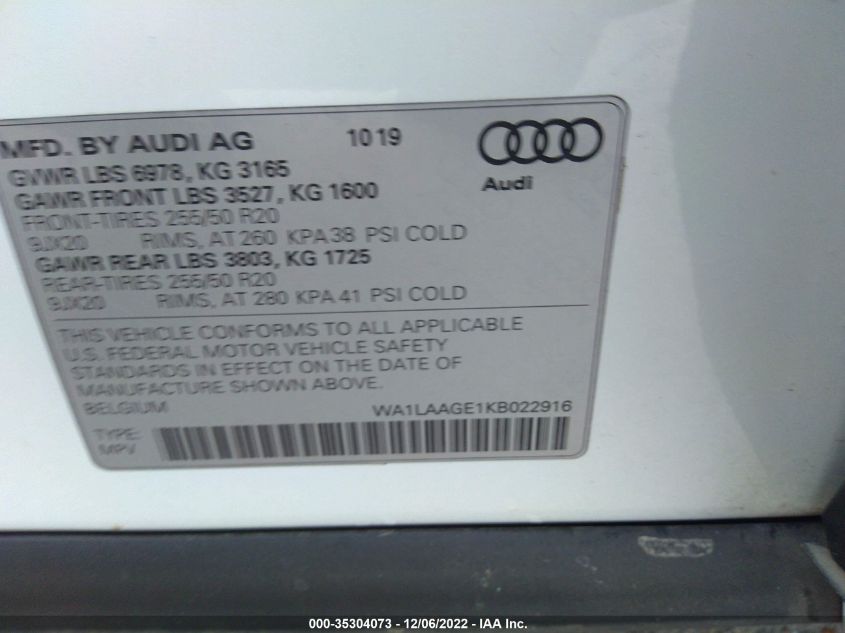 MFD. BY AUDI AG 10 19
GVWR LBS 6978, KG 3165
GAWR FRONT LBS 3527, KG 1600
FRONT-TIRES 255/50 R20
9JX20 RIMS, AT 260 KPA 38 PSI COLD
GAWR REAR LBS 3803, KG 1725
REAR-TIRES 255/50 R20
9JX20 RIMS, AT 280 KPA 41 PSI COLD
Audi
THIS VEHICLE CONFORMS TO ALL APPLICABLE
U.S. FEDERAL MOTOR VEHICLE SAFETY
STANDARDS IN EFFECT ON THE DATE OF
MANUFACTURE SHOWN ABOVE.
BELGIUM WA1LAAGE1KB022916
TYPE:
MPV
000-35304073 - 12/06/2022 - IAA Inc.